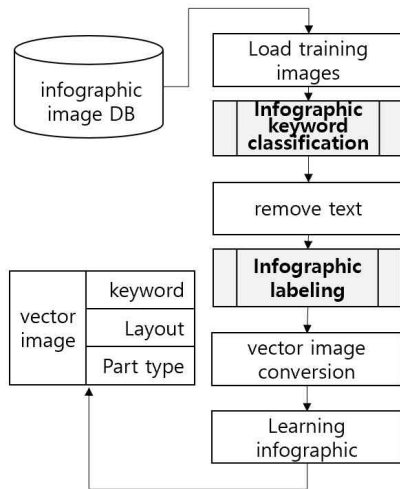 infographic
image DB
Load training
images
Infographic
keyword
classification
remove text
Infographic
labeling
vector image
conversion
Learning
infographic
vector
image
keyword
Layout
Part type